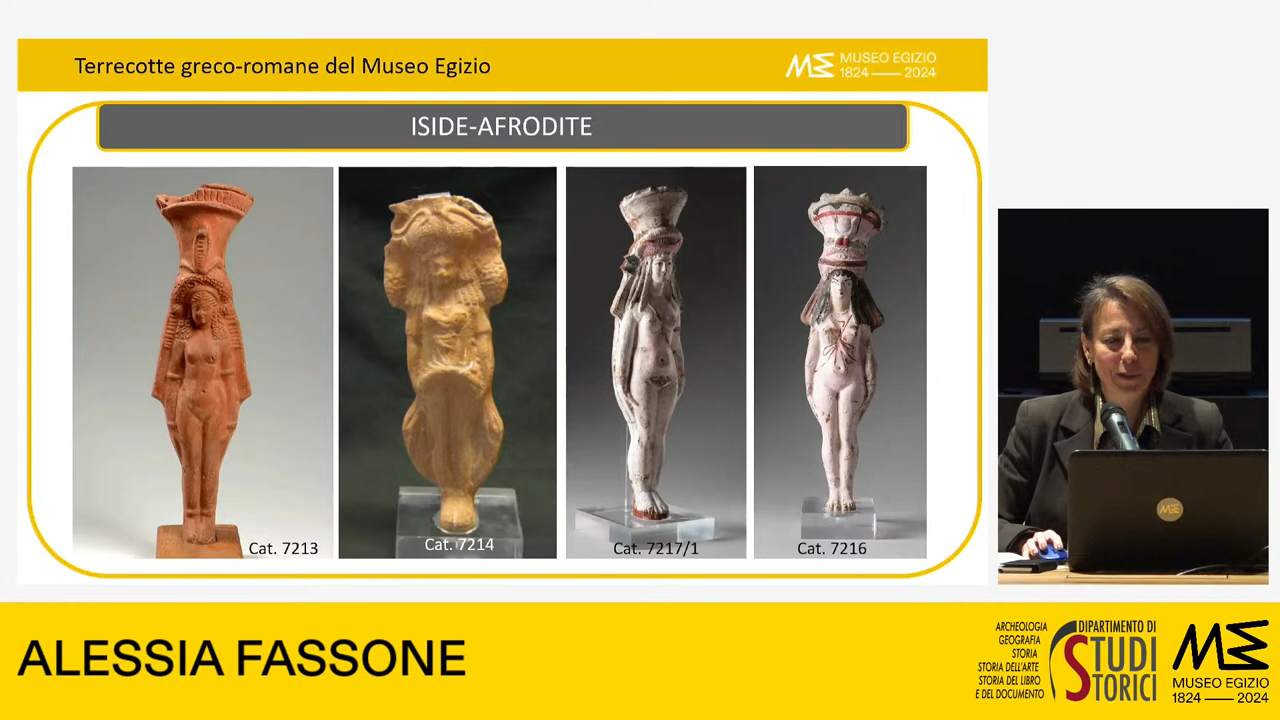 Terrecotte greco-romane del Museo Egizio
MUSEO EGIZIO
1824 — 2024
ISIDE-AFRODITE
Cat. 7213
Cat. 7214
Cat. 7217/1
Cat. 7216
ALESSIA FASSONE
ARCHEOLOGIA
GEOGRAFIA
STORIA
STORIA DELL'ARTE
STORIA DEL LIBRO
E DEL DOCUMENTO
DIPARTIMENTO DI
STUDI
STORICI
MUSEO EGIZIO
1824 — 2024